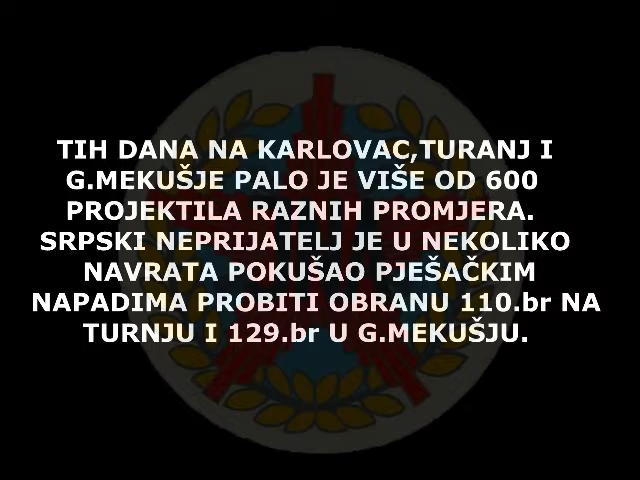 TIH DANA NA KARLOVAC,TURANJ I
G.MEKUŠJE PALO JE VIŠE OD 600
PROJEKTILA RAZNIH PROMJERA.
SRPSKI NEPRIJATELJ JE U NEKOLIKO
NAVRATA POKUŠAO PJEŠAČKIM
NAPADIMA PROBITI OBRANU 110.br NA
TURNJU I 129.br U G.MEKUŠJU.